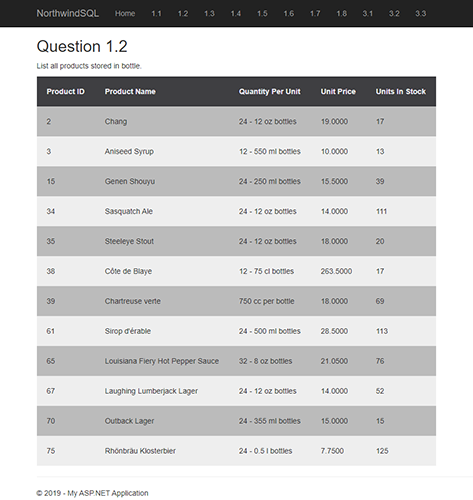 NorthwindSQL Home 1.1 1.2 1.3 1.4 1.5 1.6 1.7 1.8 3.1 3.2 3.3
Question 1.2
List all products stored in bottle.
Product ID Product Name Quantity Per Unit Unit Price Units In Stock
2 Chang 24 - 12 oz bottles 19.0000 17
3 Aniseed Syrup 12 - 550 ml bottles 10.0000 13
15 Genen Shouyu 24 - 250 ml bottles 15.5000 39
34 Sasquatch Ale 24 - 12 oz bottles 14.0000 111
35 Steeleye Stout 24 - 12 oz bottles 18.0000 20
38 Côte de Blaye 12 - 75 cl bottles 263.5000 17
39 Chartreuse verte 750 cc per bottle 18.0000 69
61 Sirop d'érable 24 - 500 ml bottles 28.5000 113
65 Louisiana Fiery Hot Pepper Sauce 32 - 8 oz bottles 21.0500 76
67 Laughing Lumberjack Lager 24 - 12 oz bottles 14.0000 52
70 Outback Lager 24 - 355 ml bottles 15.0000 15
75 Rhönbräu Klosterbier 24 - 0.5 l bottles 7.7500 125
© 2019 - My ASP.NET Application